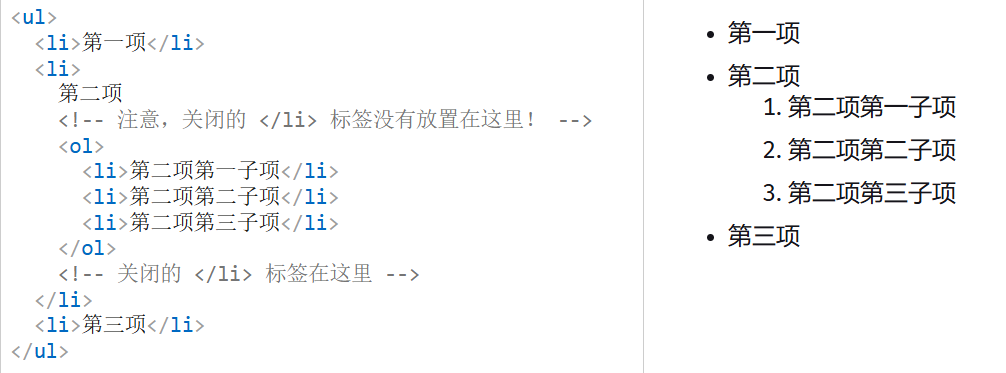 <ul>
  <li>第一项</li>
  <li>
    第二项
    <!-- 注意，关闭的 </li> 标签没有放置在这里！ -->
    <ol>
      <li>第二项第一子项</li>
      <li>第二项第二子项</li>
      <li>第二项第三子项</li>
    </ol>
    <!-- 关闭的 </li> 标签在这里 -->
  </li>
  <li>第三项</li>
</ul>
• 第一项
• 第二项
1. 第二项第一子项
2. 第二项第二子项
3. 第二项第三子项
• 第三项